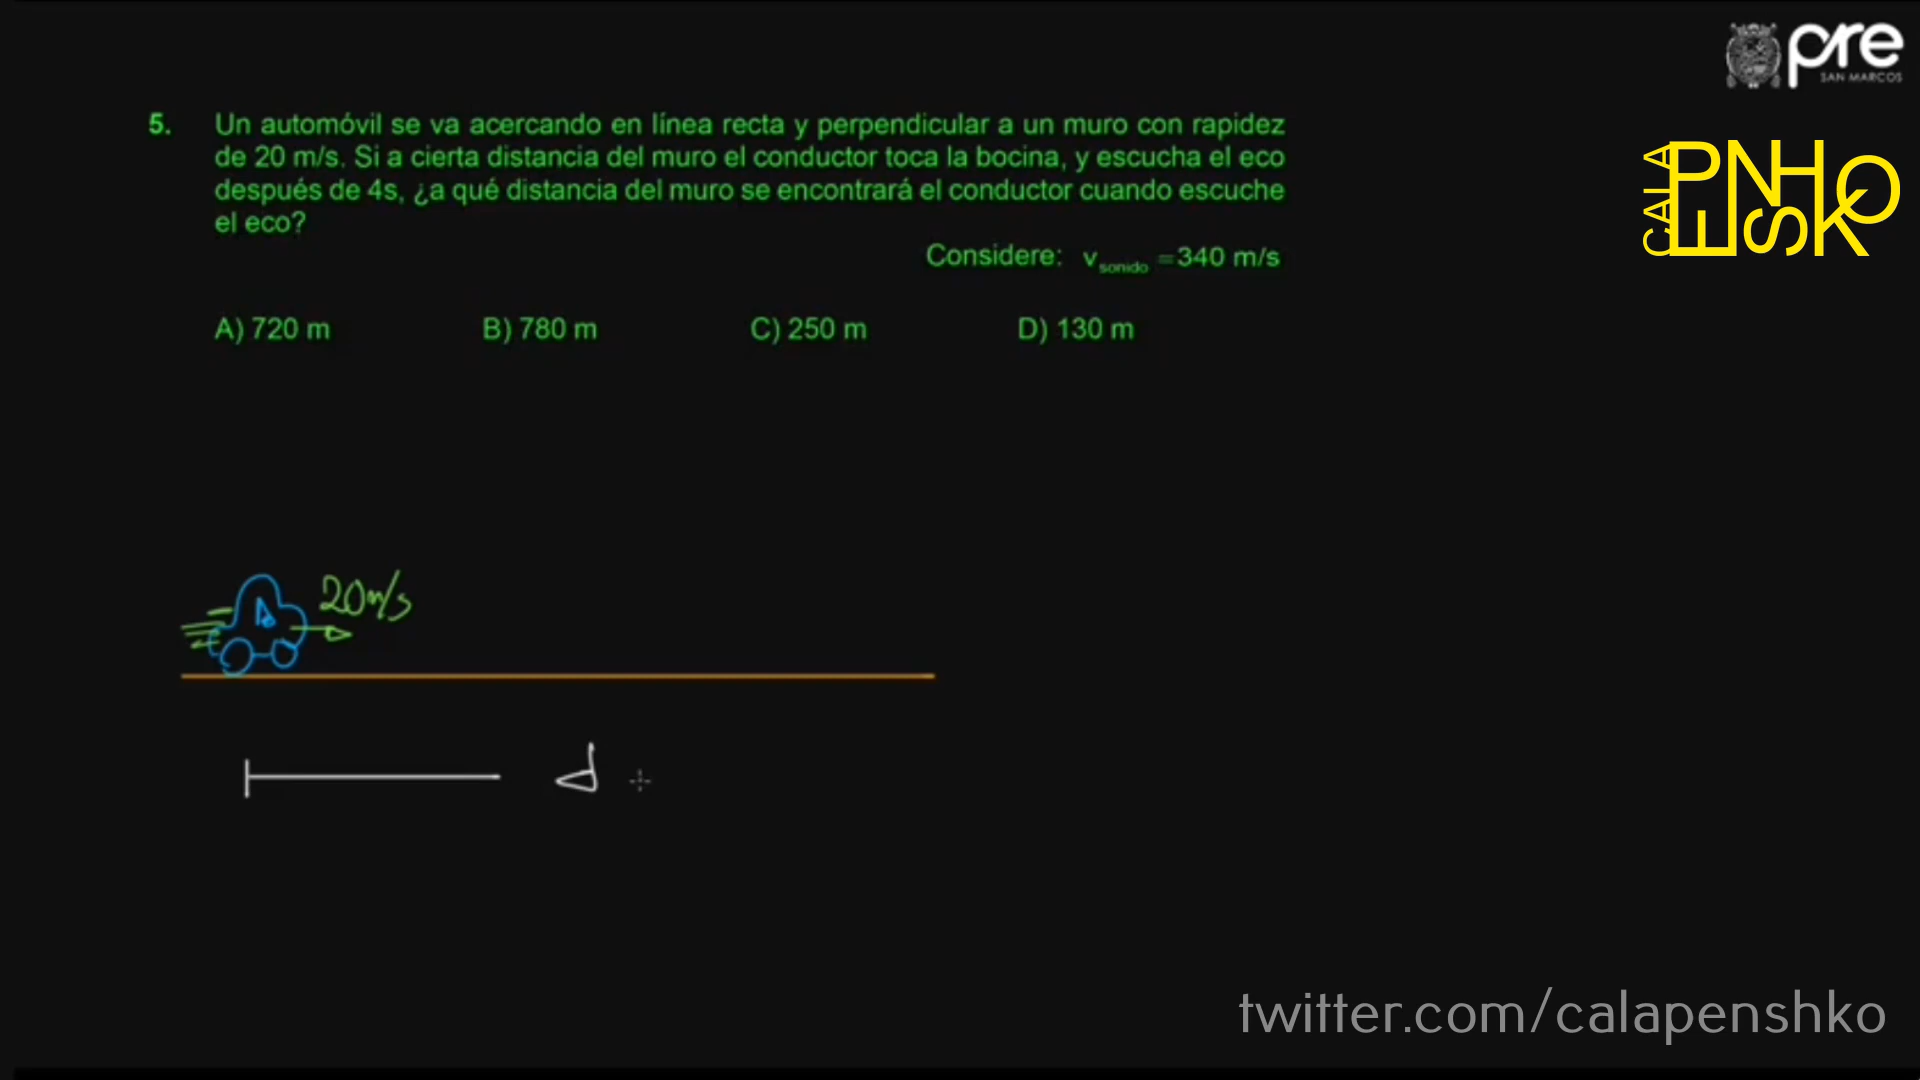 pre
SAN MARCOS
CALA
PENSHKO
5. Un automóvil se va acercando en línea recta y perpendicular a un muro con rapidez
de 20 m/s. Si a cierta distancia del muro el conductor toca la bocina, y escucha el eco
después de 4s, ¿a qué distancia del muro se encontrará el conductor cuando escuche
el eco?
Considere: v sonido = 340 m/s
A) 720 m B) 780 m C) 250 m D) 130 m
20m/s
d
twitter.com/calapenshko